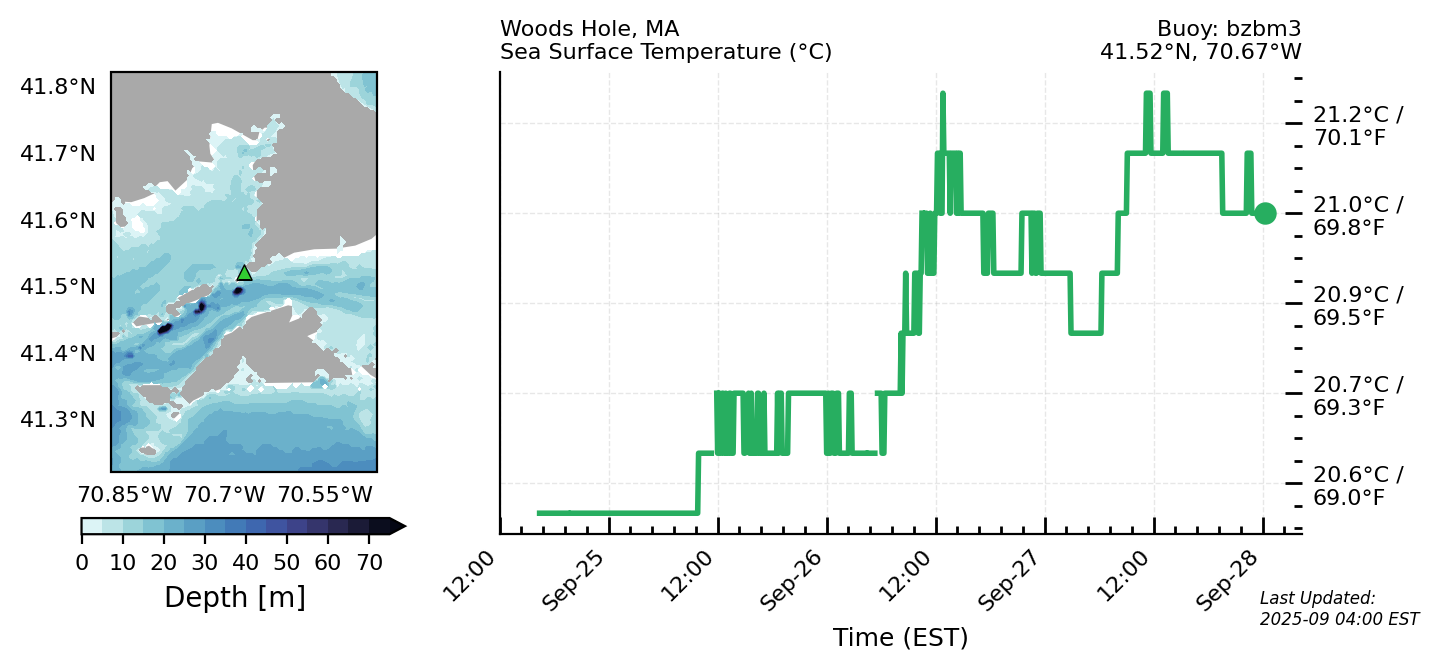 Woods Hole, MA
Sea Surface Temperature (°C)
Buoy: bzbm3
41.52°N, 70.67°W
41.8°N
41.7°N
41.6°N
41.5°N
41.4°N
41.3°N
70.85°W 70.7°W 70.55°W
0 10 20 30 40 50 60 70
Depth [m]
21.2°C /
70.1°F
21.0°C /
69.8°F
20.9°C /
69.5°F
20.7°C /
69.3°F
20.6°C /
69.0°F
12:00
Sep-25
12:00
Sep-26
12:00
Sep-27
12:00
Sep-28
Time (EST)
Last Updated:
2025-09 04:00 EST